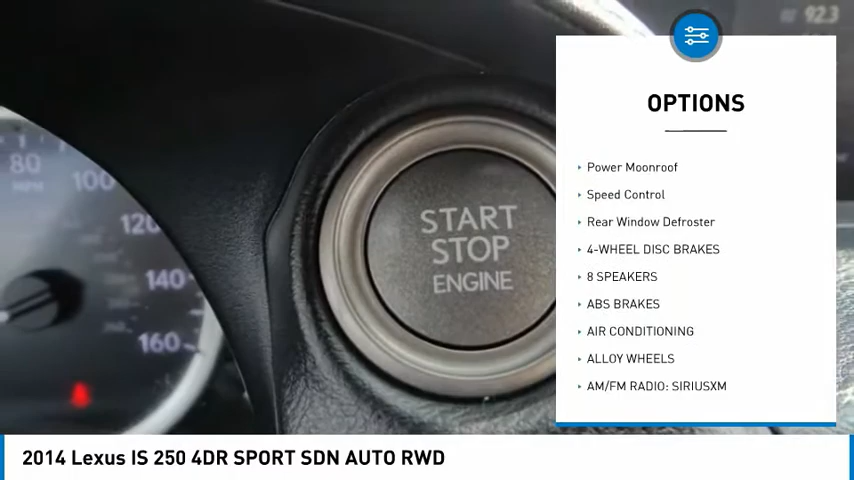 92.3
80
MPH
100
120
140
160
START
STOP
ENGINE
OPTIONS
Power Moonroof
Speed Control
Rear Window Defroster
4-WHEEL DISC BRAKES
8 SPEAKERS
ABS BRAKES
AIR CONDITIONING
ALLOY WHEELS
AM/FM RADIO: SIRIUSXM
2014 Lexus IS 250 4DR SPORT SDN AUTO RWD